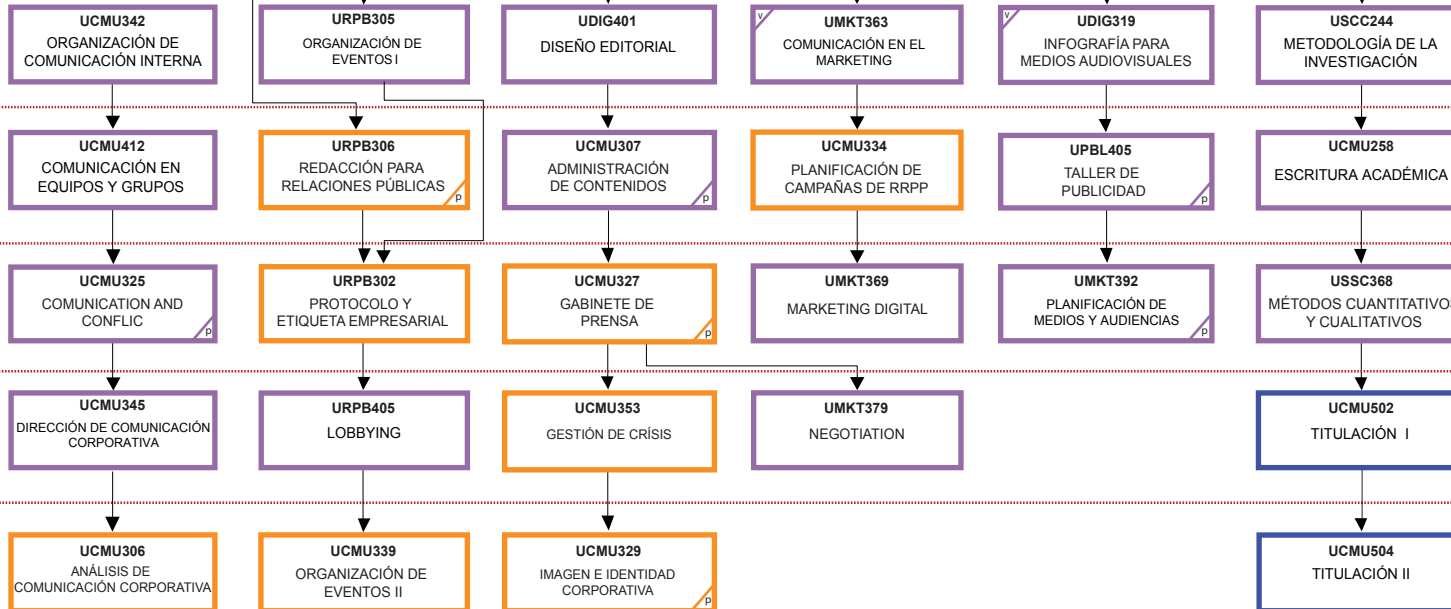 UCMU342
ORGANIZACIÓN DE
COMUNICACIÓN INTERNA
URPB305
ORGANIZACIÓN DE
EVENTOS I
UDIG401
DISEÑO EDITORIAL
v
UMKT363
COMUNICACIÓN EN EL
MARKETING
v
UDIG319
INFOGRAFÍA PARA
MEDIOS AUDIOVISUALES
USCC244
METODOLOGÍA DE LA
INVESTIGACIÓN
UCMU412
COMUNICACIÓN EN
EQUIPOS Y GRUPOS
URPB306
REDACCIÓN PARA
RELACIONES PÚBLICAS
p
UCMU307
ADMINISTRACIÓN
DE CONTENIDOS
p
UCMU334
PLANIFICACIÓN DE
CAMPAÑAS DE RRPP
UPBL405
TALLER DE
PUBLICIDAD
p
UCMU258
ESCRITURA ACADÉMICA
UCMU325
COMUNICATION AND
CONFLIC
p
URPB302
PROTOCOLO Y
ETIQUETA EMPRESARIAL
UCMU327
GABINETE DE
PRENSA
p
UMKT369
MARKETING DIGITAL
UMKT392
PLANIFICACIÓN DE
MEDIOS Y AUDIENCIAS
p
USSC368
MÉTODOS CUANTITATIVOS
Y CUALITATIVOS
UCMU345
DIRECCIÓN DE COMUNICACIÓN
CORPORATIVA
URPB405
LOBBYING
UCMU353
GESTIÓN DE CRÍSIS
UMKT379
NEGOTIATION
UCMU502
TITULACIÓN I
UCMU306
ANÁLISIS DE
COMUNICACIÓN CORPORATIVA
UCMU339
ORGANIZACIÓN DE
EVENTOS II
UCMU329
IMAGEN E IDENTIDAD
CORPORATIVA
p
UCMU504
TITULACIÓN II